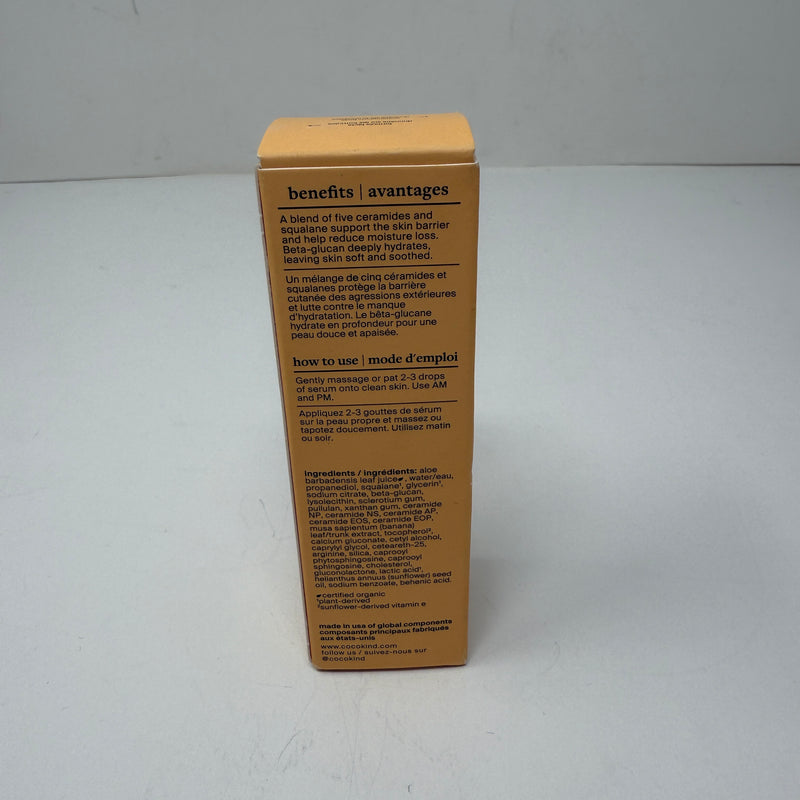 benefits | avantages
A blend of five ceramides and
squalane support the skin barrier
and help reduce moisture loss.
Beta-glucan deeply hydrates,
leaving skin soft and soothed.
Un mélange de cinq céramides et
squalanes protège la barrière
cutanée des agressions extérieures
et lutte contre le manque
d'hydratation. Le bêta-glucane
hydrate en profondeur pour une
peau douce et apaisée.
how to use | mode d'emploi
Gently massage or pat 2-3 drops
of serum onto clean skin. Use AM
and PM.
Appliquez 2-3 gouttes de sérum
sur la peau propre et massez ou
tapotez doucement. Utilisez matin
ou soir.
ingredients / ingrédients: aloe
barbadensis leaf juice, water/eau,
propanediol, squalane¹, glycerin¹,
sodium citrate, beta-glucan,
lysolecithin, sclerotium gum,
pullulan, xanthan gum, ceramide
NP, ceramide NS, ceramide AP,
ceramide EOS, ceramide EOP,
musa sapientum (banana)
leaf/trunk extract, tocopherol²,
calcium gluconate, cetyl alcohol,
caprylyl glycol, ceteareth-25,
arginine, silica, caprooyl
phytosphingosine, caprooyl
sphingosine, cholesterol,
gluconolactone, lactic acid¹,
helianthus annuus (sunflower) seed
oil, sodium benzoate, behenic acid.
certified organic
¹plant-derived
²sunflower-derived vitamin e
made in usa of global components
composants principaux fabriqués
aux états-unis
www.cocokind.com
follow us / suivez-nous sur
@cocokind